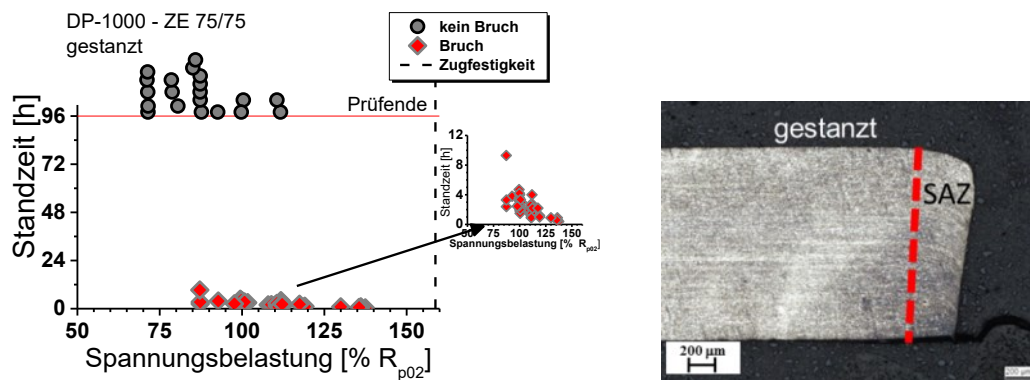 DP-1000 - ZE 75/75
gestanzt
kein Bruch
Bruch
Zugfestigkeit
Prüfende
Standzeit [h]
96
72
48
24
0
50
75
100
125
150
Spannungsbelastung [% Rp02]
Standzeit [h]
12
8
4
0
50
75
100
125
150
Spannungsbelastung [% Rp02]
gestanzt
SAZ
200 µm
200 µm